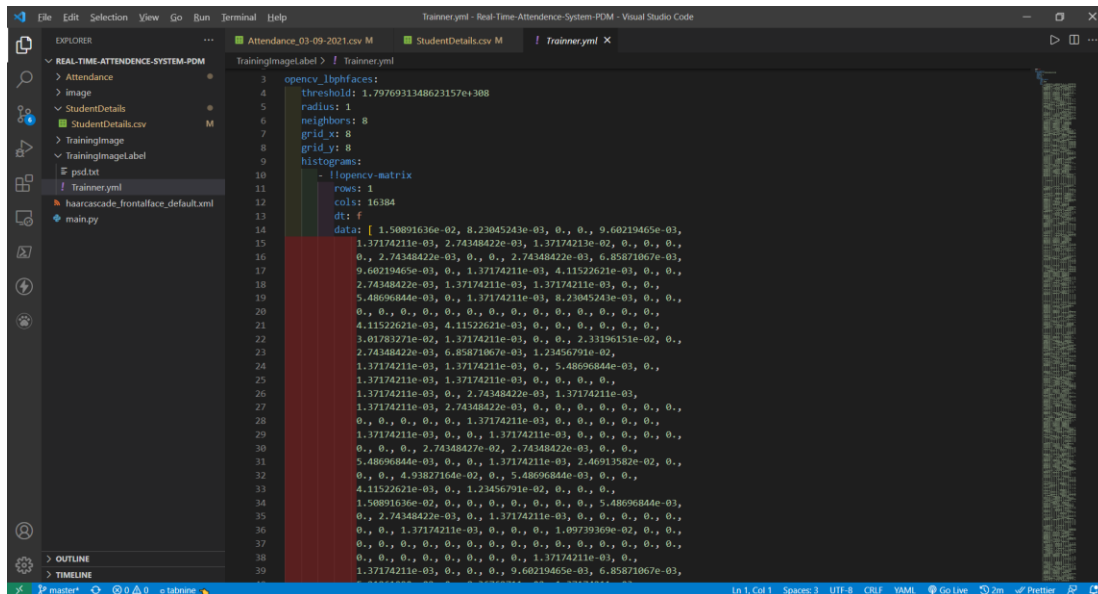 File Edit Selection View Go Run Terminal Help
Trainner.yml - Real-Time-Attendence-System-PDM - Visual Studio Code
EXPLORER
REAL-TIME-ATTENDENCE-SYSTEM-PDM
> Attendance
> image
StudentDetails
StudentDetails.csv M
> TrainingImage
TrainingImageLabel
psd.txt
! Trainner.yml
haarcascade_frontalface_default.xml
main.py
> OUTLINE
> TIMELINE
Attendance_03-09-2021.csv M
StudentDetails.csv M
! Trainner.yml
TrainingImageLabel > ! Trainner.yml
3 opencv_lbphfaces:
4 threshold: 1.7976931348623157e+308
5 radius: 1
6 neighbors: 8
7 grid_x: 8
8 grid_y: 8
9 histograms:
10 - !!opencv-matrix
11 rows: 1
12 cols: 16384
13 dt: f
14 data: [ 1.50891636e-02, 8.23045243e-03, 0., 0., 9.60219465e-03,
15 1.37174211e-03, 2.74348422e-03, 1.37174213e-02, 0., 0., 0.,
16 0., 2.74348422e-03, 0., 0., 2.74348422e-03, 6.85871067e-03,
17 9.60219465e-03, 0., 1.37174211e-03, 4.11522621e-03, 0., 0.,
18 2.74348422e-03, 1.37174211e-03, 1.37174211e-03, 0., 0.,
19 5.48696844e-03, 0., 1.37174211e-03, 8.23045243e-03, 0., 0.,
20 0., 0., 0., 0., 0., 0., 0., 0., 0., 0., 0., 0., 0.,
21 4.11522621e-03, 4.11522621e-03, 0., 0., 0., 0., 0., 0.,
22 3.01783271e-02, 1.37174211e-03, 0., 0., 2.33196151e-02, 0.,
23 2.74348422e-03, 6.85871067e-03, 1.23456791e-02,
24 1.37174211e-03, 1.37174211e-03, 0., 5.48696844e-03, 0.,
25 1.37174211e-03, 1.37174211e-03, 0., 0., 0., 0.,
26 1.37174211e-03, 0., 2.74348422e-03, 1.37174211e-03,
27 1.37174211e-03, 2.74348422e-03, 0., 0., 0., 0., 0., 0.,
28 0., 0., 0., 0., 1.37174211e-03, 0., 0., 0., 0., 0.,
29 1.37174211e-03, 0., 0., 1.37174211e-03, 0., 0., 0., 0., 0.,
30 0., 0., 0., 2.74348427e-02, 2.74348422e-03, 0., 0.,
31 5.48696844e-03, 0., 0., 1.37174211e-03, 2.46913582e-02, 0.,
32 0., 0., 4.93827164e-02, 0., 5.48696844e-03, 0., 0.,
33 4.11522621e-03, 0., 1.23456791e-02, 0., 0., 0.,
34 1.50891636e-02, 0., 0., 0., 0., 0., 0., 5.48696844e-03,
35 0., 2.74348422e-03, 0., 1.37174211e-03, 0., 0., 0., 0.,
36 0., 0., 1.37174211e-03, 0., 0., 0., 1.09739369e-02, 0., 0.,
37 0., 0., 0., 0., 0., 0., 0., 0., 0., 0., 0., 0., 0., 0.,
38 0., 0., 0., 0., 0., 0., 0., 1.37174211e-03, 0.,
39 1.37174211e-03, 0., 0., 0., 9.60219465e-03, 6.85871067e-03,
master* 0 0 tabnine
Ln 1, Col 1 Spaces: 3 UTF-8 CRLF YAML Go Live 2m Prettier